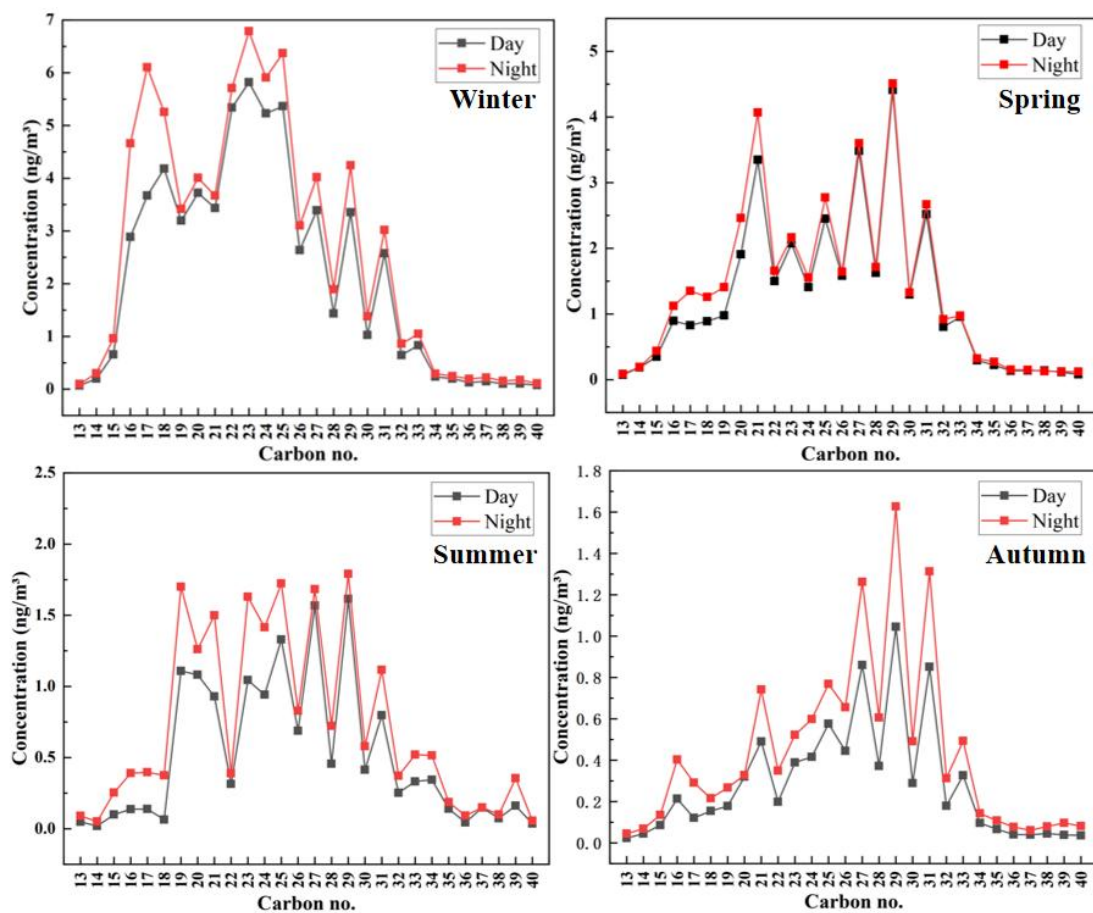 7
6
5
4
3
2
1
0
Concentration (ng/m³)
Day
Night
Winter
13 14 15 16 17 18 19 20 21 22 23 24 25 26 27 28 29 30 31 32 33 34 35 36 37 38 39 40
Carbon no.
5
4
3
2
1
0
Concentration (ng/m³)
Day
Night
Spring
13 14 15 16 17 18 19 20 21 22 23 24 25 26 27 28 29 30 31 32 33 34 35 36 37 38 39 40
Carbon no.
2.5
2.0
1.5
1.0
0.5
0.0
Concentration (ng/m³)
Day
Night
Summer
13 14 15 16 17 18 19 20 21 22 23 24 25 26 27 28 29 30 31 32 33 34 35 36 37 38 39 40
Carbon no.
1.8
1.6
1.4
1.2
1.0
0.8
0.6
0.4
0.2
0.0
Concentration (ng/m³)
Day
Night
Autumn
13 14 15 16 17 18 19 20 21 22 23 24 25 26 27 28 29 30 31 32 33 34 35 36 37 38 39 40
Carbon no.